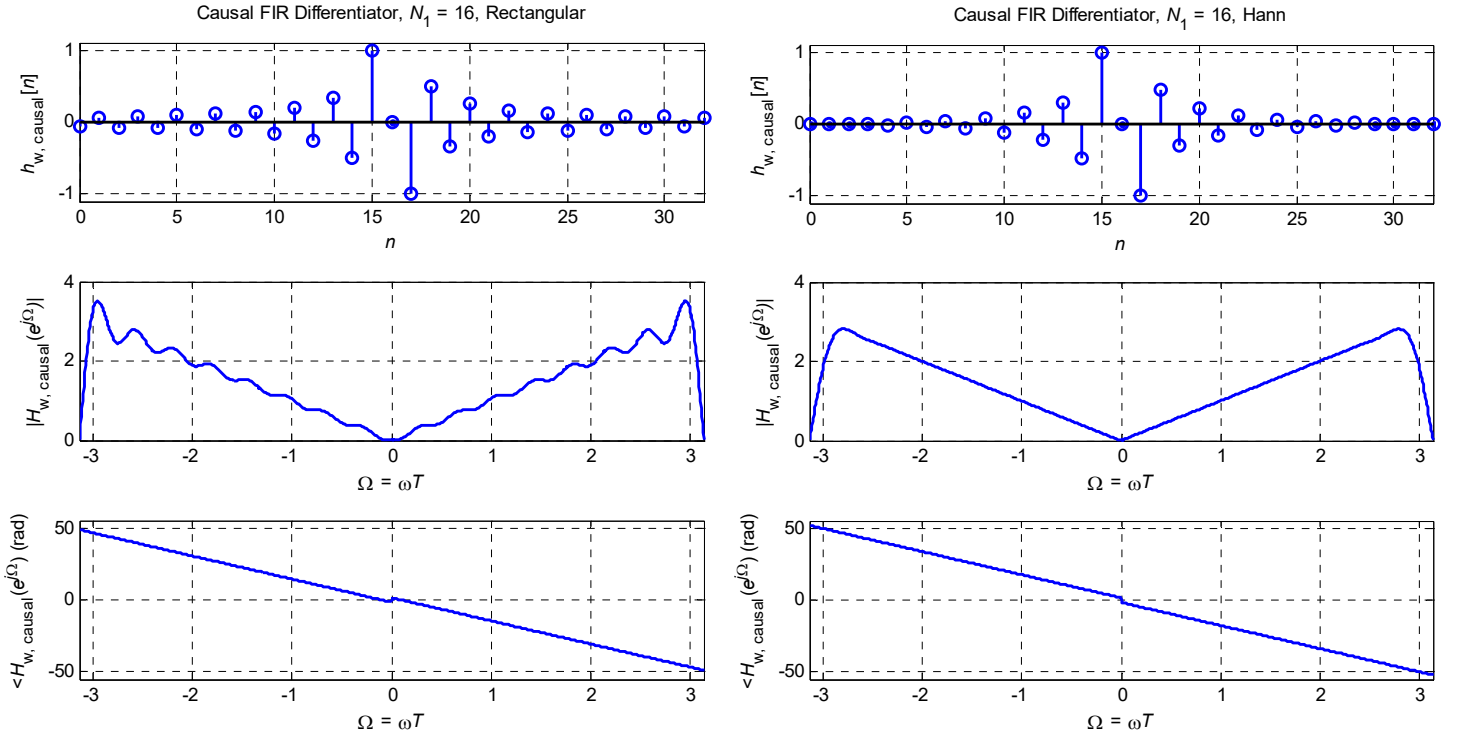 Causal FIR Differentiator, N1 = 16, Rectangular
1
0
-1
hw, causal[n]
0 5 10 15 20 25 30
n
4
2
0
|Hw, causal(e^jΩ)|
-3 -2 -1 0 1 2 3
Ω = ωT
50
0
-50
<Hw, causal(e^jΩ) (rad)
-3 -2 -1 0 1 2 3
Ω = ωT
Causal FIR Differentiator, N1 = 16, Hann
1
0
-1
hw, causal[n]
0 5 10 15 20 25 30
n
4
2
0
|Hw, causal(e^jΩ)|
-3 -2 -1 0 1 2 3
Ω = ωT
50
0
-50
<Hw, causal(e^jΩ) (rad)
-3 -2 -1 0 1 2 3
Ω = ωT